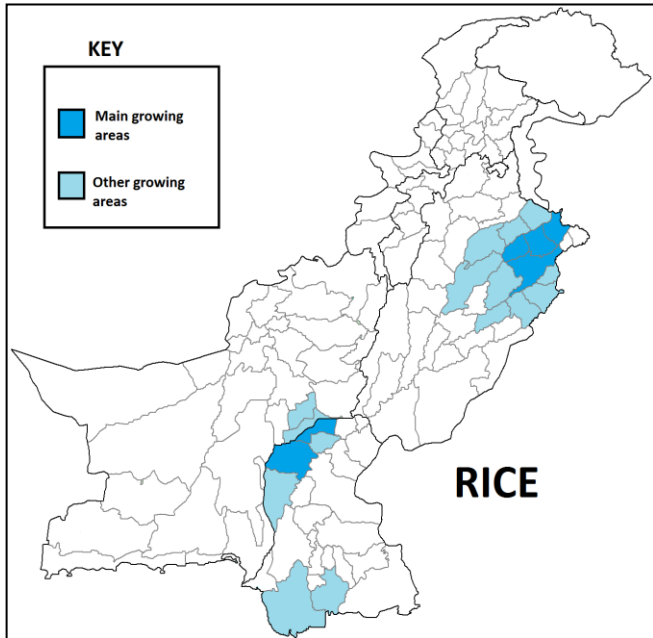 KEY
Main growing
areas
Other growing
areas
RICE